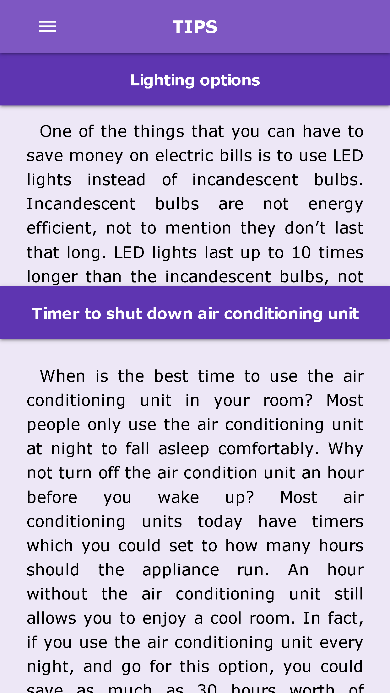 TIPS
Lighting options
One of the things that you can have to
save money on electric bills is to use LED
lights instead of incandescent bulbs.
Incandescent bulbs are not energy
efficient, not to mention they don’t last
that long. LED lights last up to 10 times
longer than the incandescent bulbs, not
Timer to shut down air conditioning unit
When is the best time to use the air
conditioning unit in your room? Most
people only use the air conditioning unit
at night to fall asleep comfortably. Why
not turn off the air condition unit an hour
before you wake up? Most air
conditioning units today have timers
which you could set to how many hours
should the appliance run. An hour
without the air conditioning unit still
allows you to enjoy a cool room. In fact,
if you use the air conditioning unit every
night, and go for this option, you could
save as much as 30 hours worth of